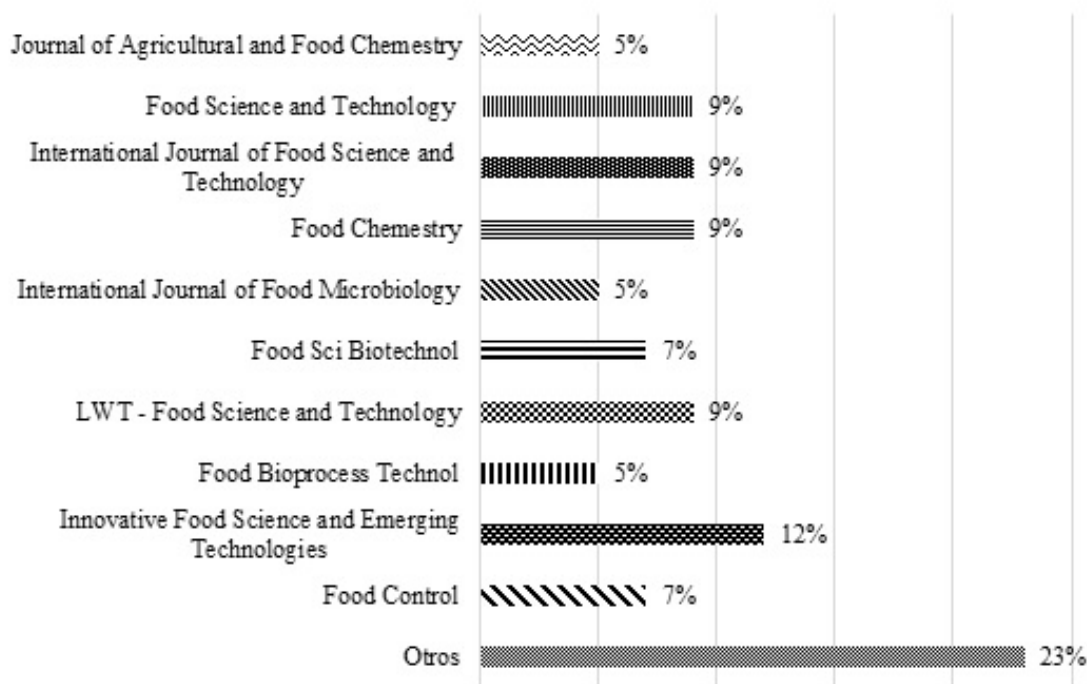 Journal of Agricultural and Food Chemestry 5%
Food Science and Technology 9%
International Journal of Food Science and
Technology 9%
Food Chemestry 9%
International Journal of Food Microbiology 5%
Food Sci Biotechnol 7%
LWT - Food Science and Technology 9%
Food Bioprocess Technol 5%
Innovative Food Science and Emerging
Technologies 12%
Food Control 7%
Otros 23%